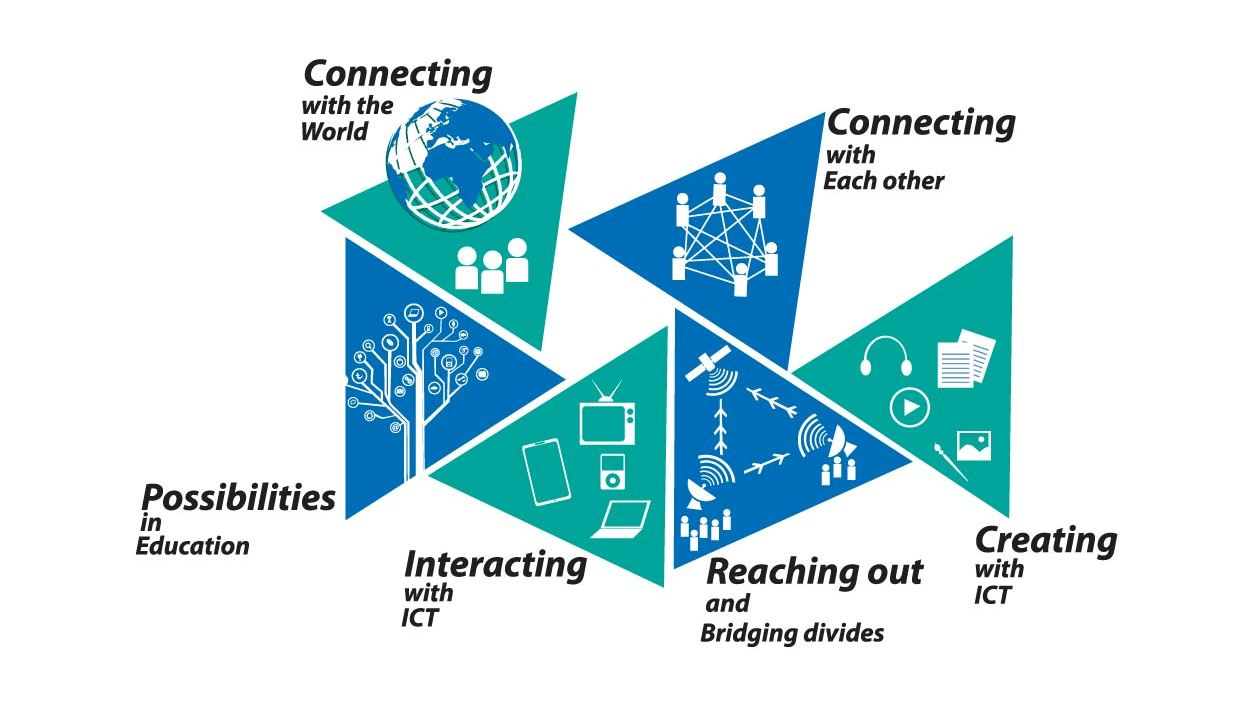 Connecting
with the
World
Connecting
with
Each other
Possibilities
in
Education
Interacting
with
ICT
Reaching out
and
Bridging divides
Creating
with
ICT